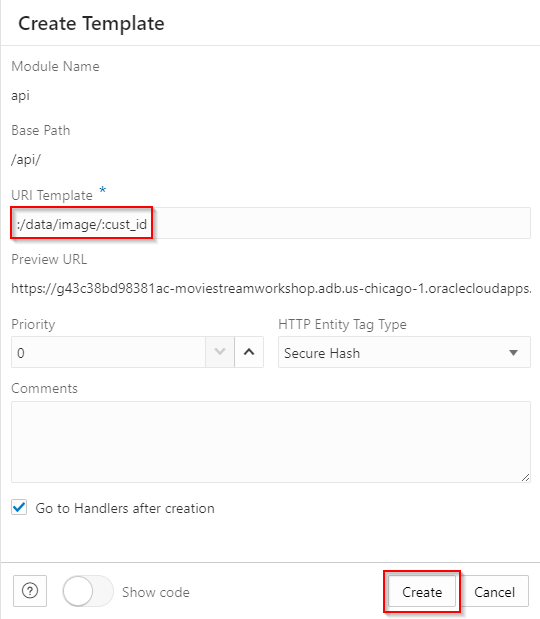 Create Template
Module Name
api
Base Path
/api/
URI Template *
:/data/image/:cust_id
Preview URL
https://g43c38bd98381ac-moviestreamworkshop.adb.us-chicago-1.oraclecloudapps.
Priority HTTP Entity Tag Type
0 Secure Hash
Comments
Go to Handlers after creation
? Show code Create Cancel